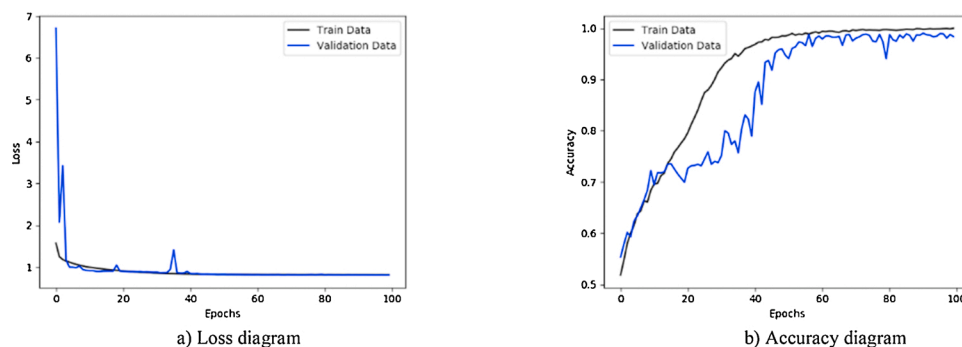 7
6
5
4
3
2
1
Loss
Train Data
Validation Data
0
20
40
60
80
100
Epochs
a) Loss diagram
1.0
0.9
0.8
0.7
0.6
0.5
Accuracy
Train Data
Validation Data
0
20
40
60
80
100
Epochs
b) Accuracy diagram